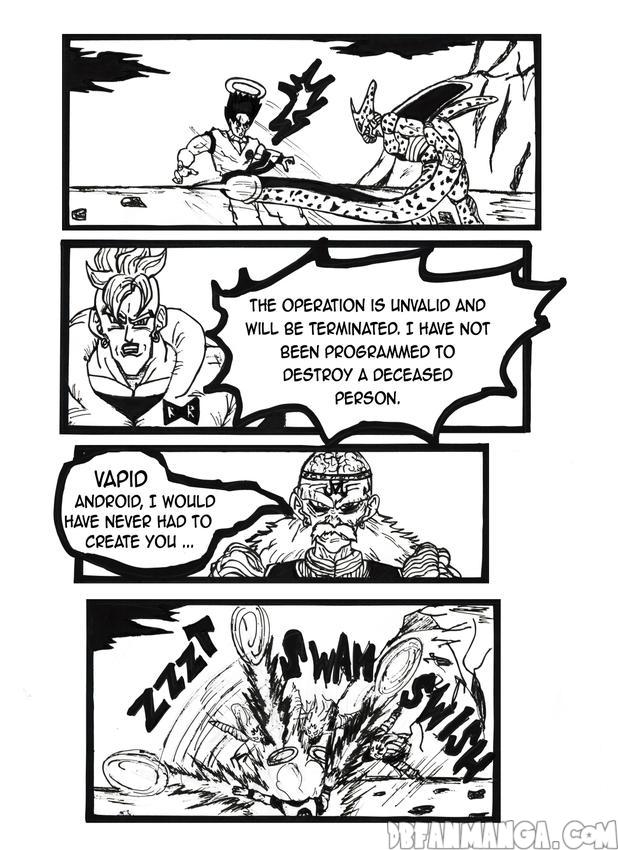 THE OPERATION IS UNVALID AND
WILL BE TERMINATED. I HAVE NOT
BEEN PROGRAMMED TO
DESTROY A DECEASED
PERSON.
R R
VAPID
ANDROID, I WOULD
HAVE NEVER HAD TO
CREATE YOU ...
ZZZT
SWAM
SWISH
DBFANMANGA.COM